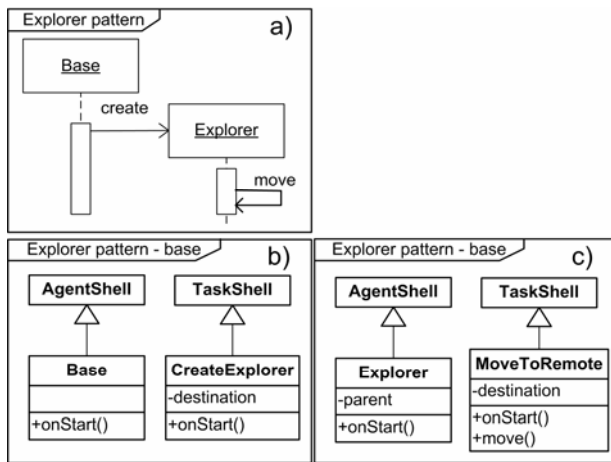 Explorer pattern
a)
Base
create
Explorer
move
Explorer pattern - base
b)
AgentShell
TaskShell
Base
CreateExplorer
-destination
+onStart()
+onStart()
Explorer pattern - base
c)
AgentShell
TaskShell
Explorer
-parent
+onStart()
MoveToRemote
-destination
+onStart()
+move()